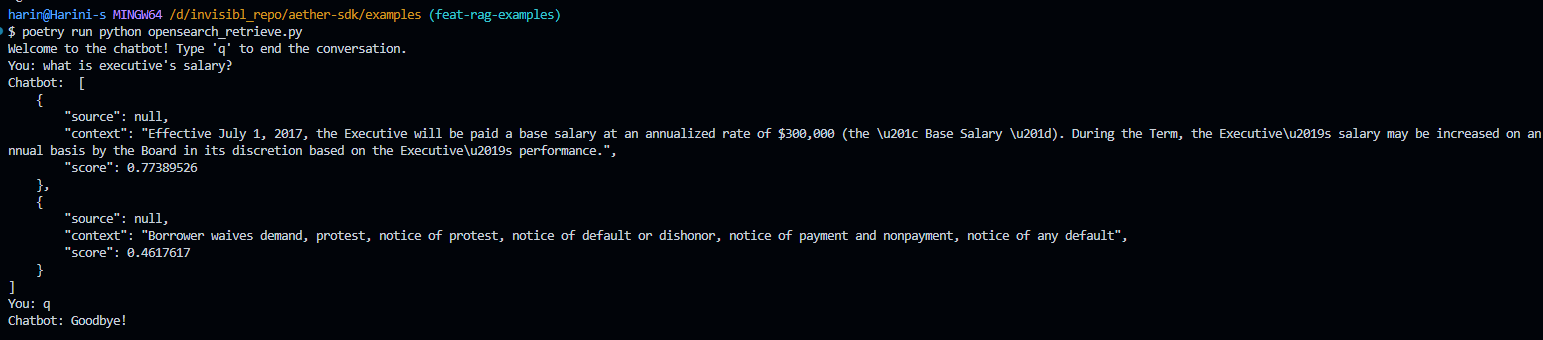 harin@Harini-s MINGW64 /d/invisibl_repo/aether-sdk/examples (feat-rag-examples)
$ poetry run python opensearch_retrieve.py
Welcome to the chatbot! Type 'q' to end the conversation.
You: what is executive's salary?
Chatbot:  [
    {
        "source": null,
        "context": "Effective July 1, 2017, the Executive will be paid a base salary at an annualized rate of $300,000 (the \u201c Base Salary \u201d). During the Term, the Executive\u2019s salary may be increased on an
nnual basis by the Board in its discretion based on the Executive\u2019s performance.",
        "score": 0.77389526
    },
    {
        "source": null,
        "context": "Borrower waives demand, protest, notice of protest, notice of default or dishonor, notice of payment and nonpayment, notice of any default",
        "score": 0.4617617
    }
]
You: q
Chatbot: Goodbye!